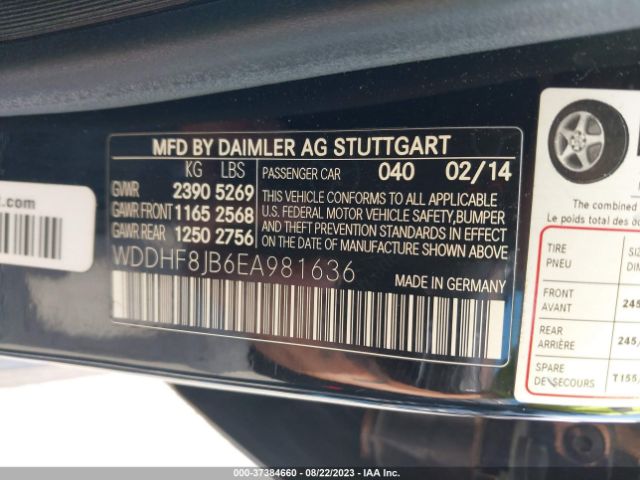 MFD BY DAIMLER AG STUTTGART
KG LBS
GVWR 2390 5269
GAWR FRONT 1165 2568
GAWR REAR 1250 2756
PASSENGER CAR 040 02/14
THIS VEHICLE CONFORMS TO ALL APPLICABLE
U.S. FEDERAL MOTOR VEHICLE SAFETY, BUMPER
AND THEFT PREVENTION STANDARDS IN EFFECT
ON THE DATE OF MANUFACTURE SHOWN ABOVE.
WDDHF8JB6EA981636
MADE IN GERMANY
t.com
The combined
Le poids total des
TIRE
PNEU
FRONT
AVANT
245
REAR
ARRIÈRE
245/
SPARE
DE SECOURS
T155
000-37384660 - 08/22/2023 - Copyright IAA, LLC